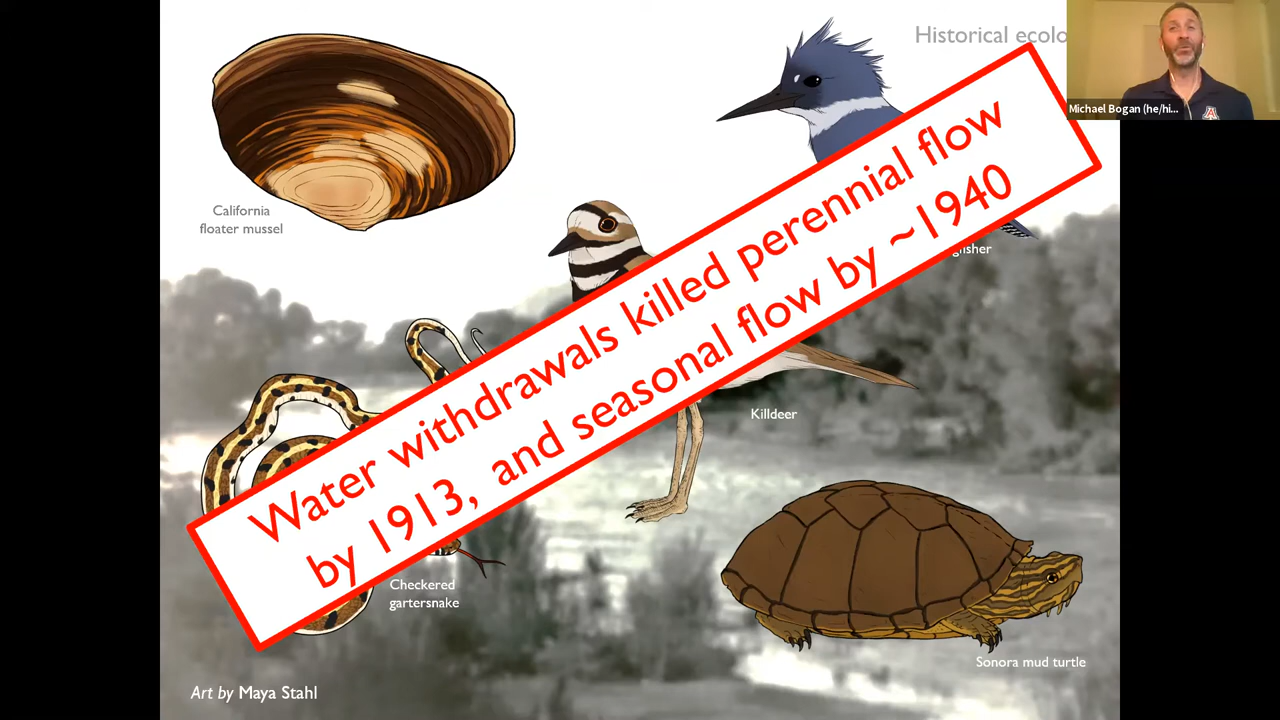 Historical ecolo
Michael Bogan (he/hi...
California
floater mussel
Water withdrawals killed perennial flow
by 1913, and seasonal flow by ~1940
Killdeer
Checkered
gartersnake
Sonora mud turtle
Art by Maya Stahl